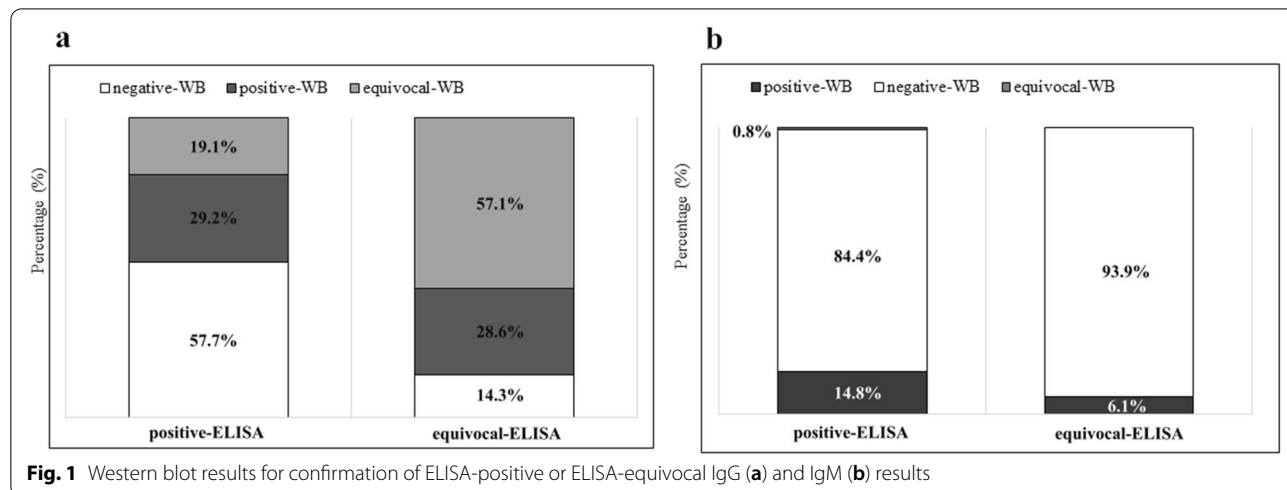 a
negative-WB positive-WB equivocal-WB
Percentage (%)
19.1%
29.2%
57.7%
57.1%
28.6%
14.3%
positive-ELISA equivocal-ELISA
b
positive-WB negative-WB equivocal-WB
Percentage (%)
0.8%
84.4%
14.8%
93.9%
6.1%
positive-ELISA equivocal-ELISA
Fig. 1 Western blot results for confirmation of ELISA-positive or ELISA-equivocal IgG (a) and IgM (b) results